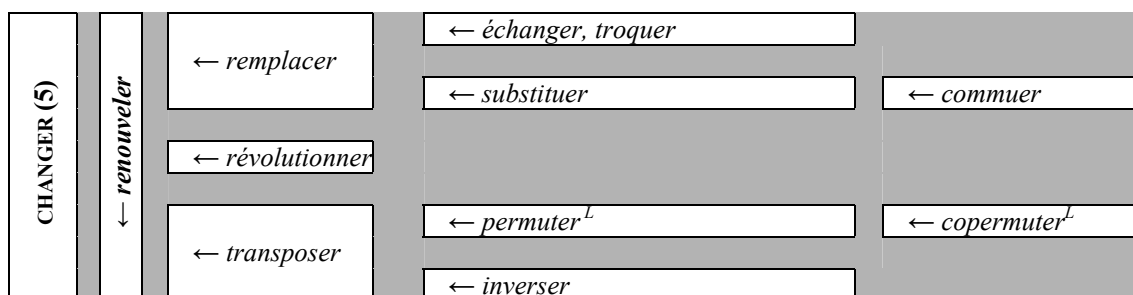 CHANGER (5)
← renouveler
← remplacer
← échanger, troquer
← substituer
← commuer
← révolutionner
← transposer
← permuter L
← copermuter L
← inverser